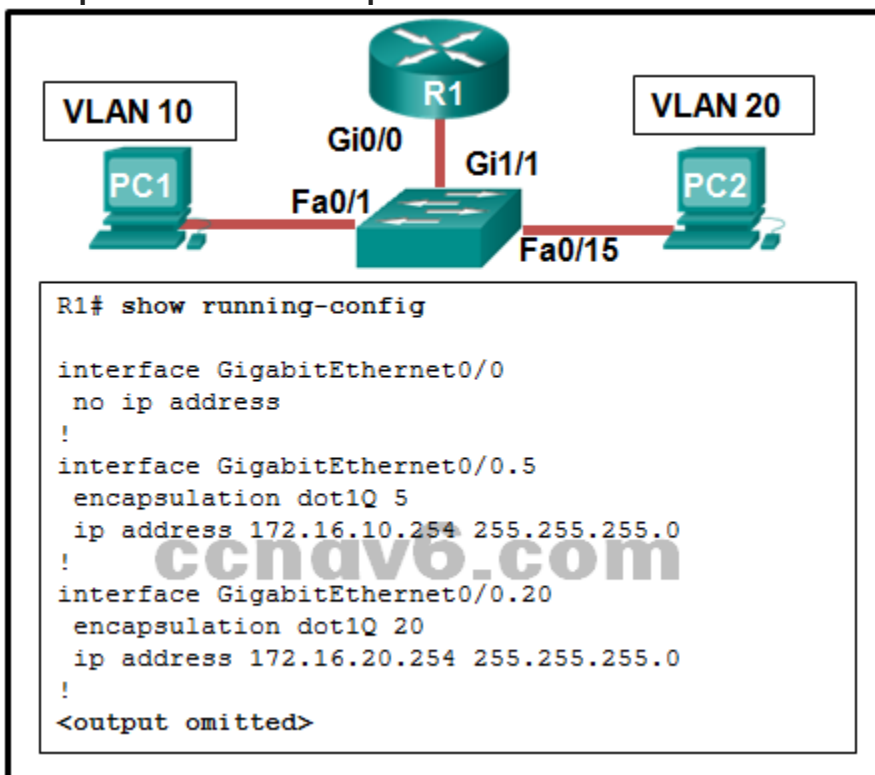 VLAN 10
R1
VLAN 20
Gi0/0
Gi1/1
PC1
PC2
Fa0/1
Fa0/15
R1# show running-config
interface GigabitEthernet0/0
no ip address
!
interface GigabitEthernet0/0.5
encapsulation dot1Q 5
ip address 172.16.10.254 255.255.255.0
!
ccnav6.com
interface GigabitEthernet0/0.20
encapsulation dot1Q 20
ip address 172.16.20.254 255.255.255.0
!
<output omitted>